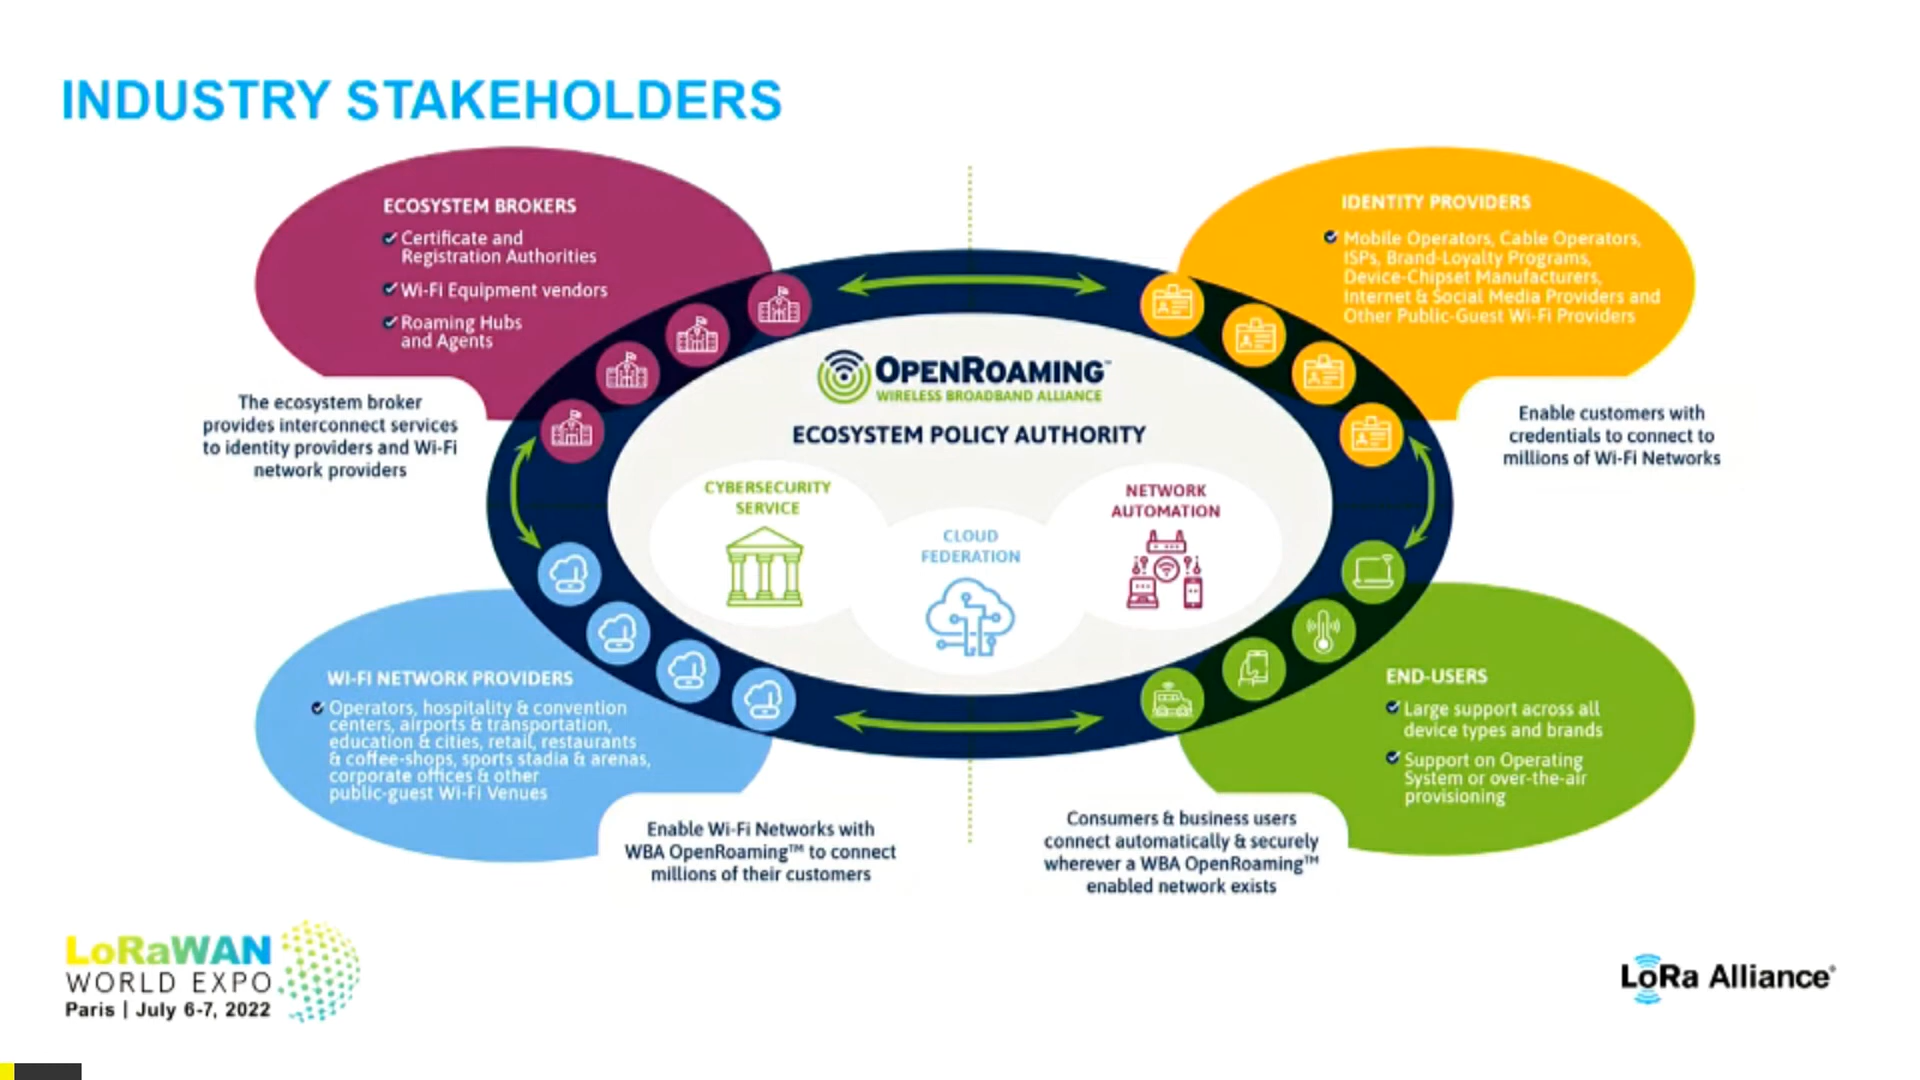 INDUSTRY STAKEHOLDERS
ECOSYSTEM BROKERS
Certificate and
Registration Authorities
Wi-Fi Equipment vendors
Roaming Hubs
and Agents
The ecosystem broker
provides interconnect services
to identity providers and Wi-Fi
network providers
IDENTITY PROVIDERS
Mobile Operators, Cable Operators,
ISPs, Brand-Loyalty Programs,
Device-Chipset Manufacturers,
Internet & Social Media Providers and
Other Public-Guest Wi-Fi Providers
Enable customers with
credentials to connect to
millions of Wi-Fi Networks
OPENROAMING™
WIRELESS BROADBAND ALLIANCE
ECOSYSTEM POLICY AUTHORITY
CYBERSECURITY
SERVICE
CLOUD
FEDERATION
NETWORK
AUTOMATION
WI-FI NETWORK PROVIDERS
Operators, hospitality & convention
centers, airports & transportation,
education & cities, retail, restaurants
& coffee-shops, sports stadia & arenas,
corporate offices & other
public-guest Wi-Fi Venues
Enable Wi-Fi Networks with
WBA OpenRoaming™ to connect
millions of their customers
END-USERS
Large support across all
device types and brands
Support on Operating
System or over-the-air
provisioning
Consumers & business users
connect automatically & securely
wherever a WBA OpenRoaming™
enabled network exists
LoRaWAN
WORLD EXPO
Paris | July 6-7, 2022
LoRa Alliance®